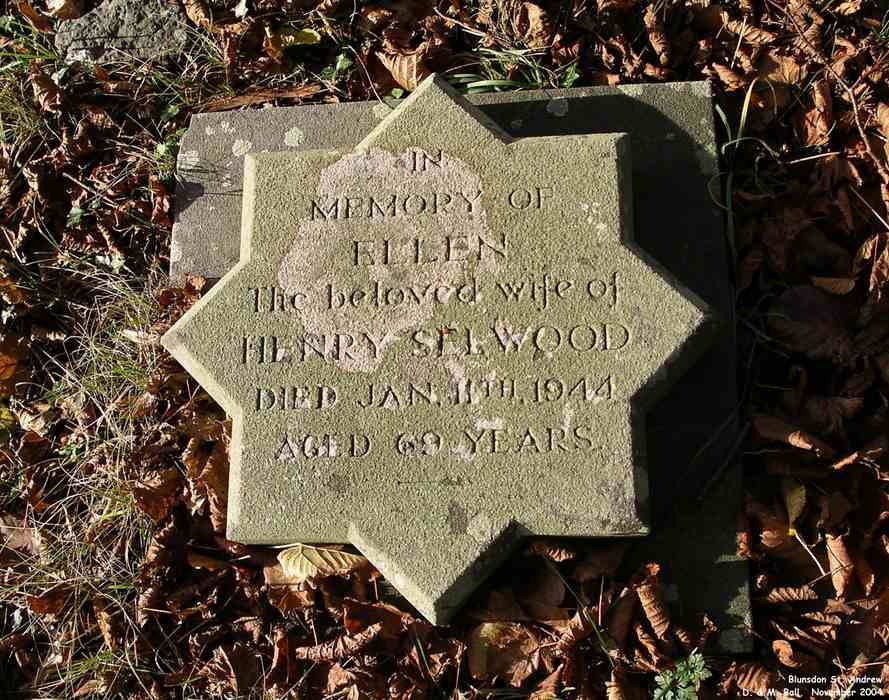 IN
MEMORY OF
ELLEN
The beloved wife of
HENRY SELWOOD
DIED JAN. 11TH. 1944
AGED 69 YEARS.
Blunsdon St. Andrew
D. & M. Ball, November 2004